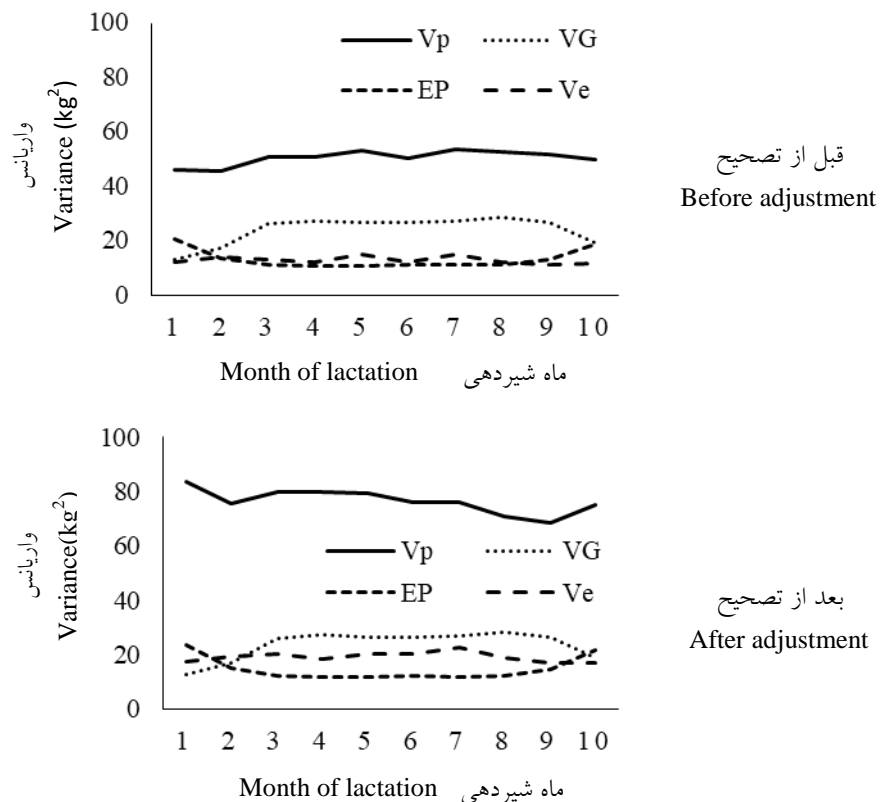 100
80
60
40
20
0
واریانس
Variance (kg²)
Vp VG
EP Ve
1 2 3 4 5 6 7 8 9 10
Month of lactation ماه شیردهی
قبل از تصحیح
Before adjustment
100
80
60
40
20
0
واریانس
Variance(kg²)
Vp VG
EP Ve
1 2 3 4 5 6 7 8 9 10
Month of lactation ماه شیردهی
بعد از تصحیح
After adjustment